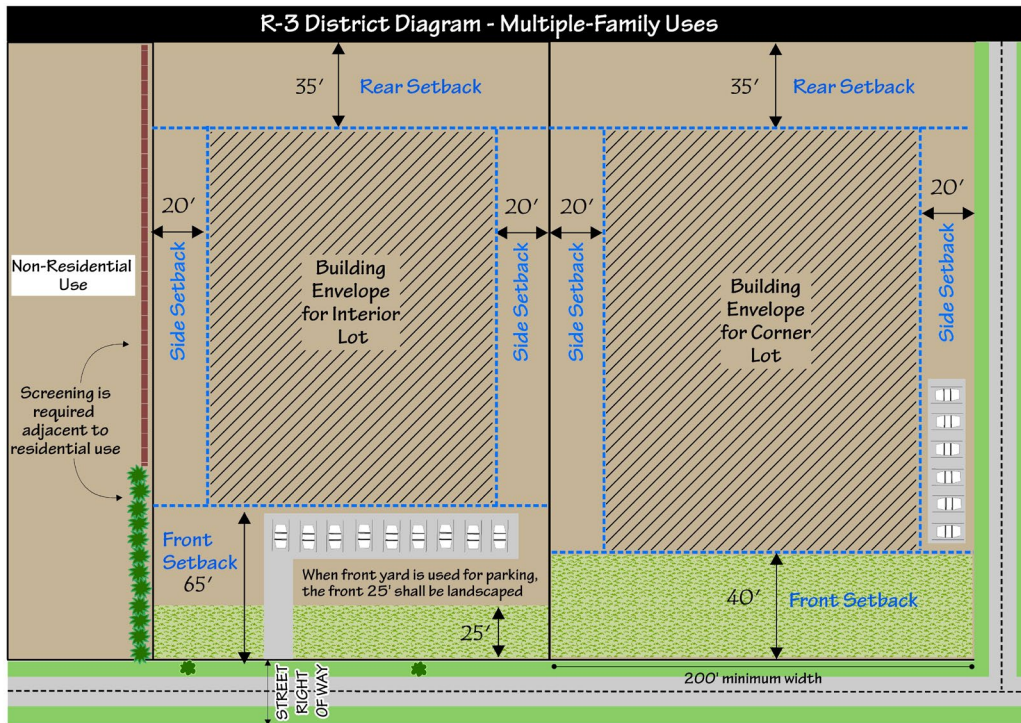 R-3 District Diagram - Multiple-Family Uses
35'
Rear Setback
35'
Rear Setback
20'
20'
20'
20'
Side Setback
Side Setback
Side Setback
Side Setback
Non-Residential
Use
Building
Envelope
for Interior
Lot
Building
Envelope
for Corner
Lot
Screening is
required
adjacent to
residential use
Front
Setback
65'
When front yard is used for parking,
the front 25' shall be landscaped
25'
40'
Front Setback
STREET
RIGHT
OF WAY
200' minimum width